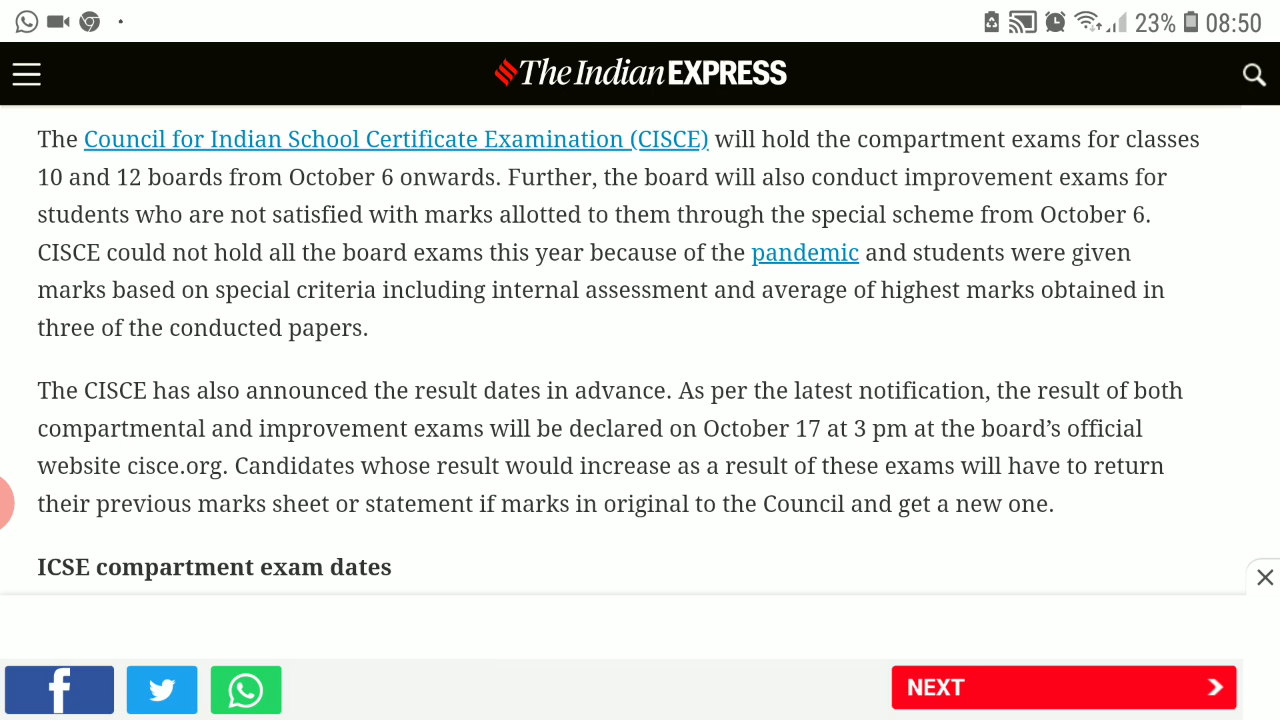 23% 08:50
The Indian EXPRESS
The Council for Indian School Certificate Examination (CISCE) will hold the compartment exams for classes
10 and 12 boards from October 6 onwards. Further, the board will also conduct improvement exams for
students who are not satisfied with marks allotted to them through the special scheme from October 6.
CISCE could not hold all the board exams this year because of the pandemic and students were given
marks based on special criteria including internal assessment and average of highest marks obtained in
three of the conducted papers.
The CISCE has also announced the result dates in advance. As per the latest notification, the result of both
compartmental and improvement exams will be declared on October 17 at 3 pm at the board’s official
website cisce.org. Candidates whose result would increase as a result of these exams will have to return
their previous marks sheet or statement if marks in original to the Council and get a new one.
ICSE compartment exam dates
NEXT